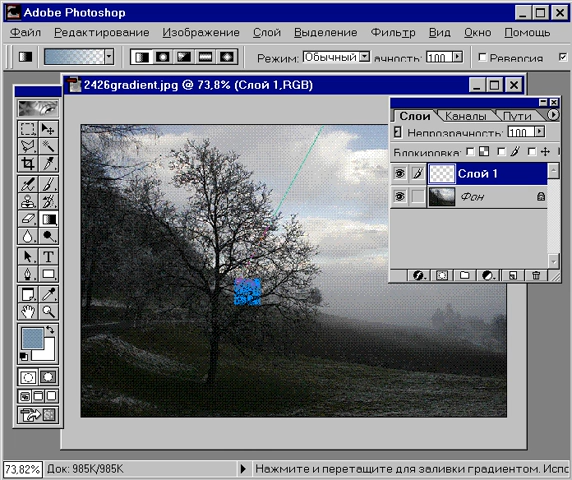 Adobe Photoshop
Файл Редактирование Изображение Слой Выделение Фильтр Вид Окно Помощь
Режим: Обычный ачность: 100 Реверсия
2426gradient.jpg @ 73,8% (Слой 1,RGB)
Слои Каналы Пути
Непрозрачность: 100
Блокировка:
Слой 1
Фон
T
73,82% Док: 985K/985K Нажмите и перетащите для заливки градиентом. Испо